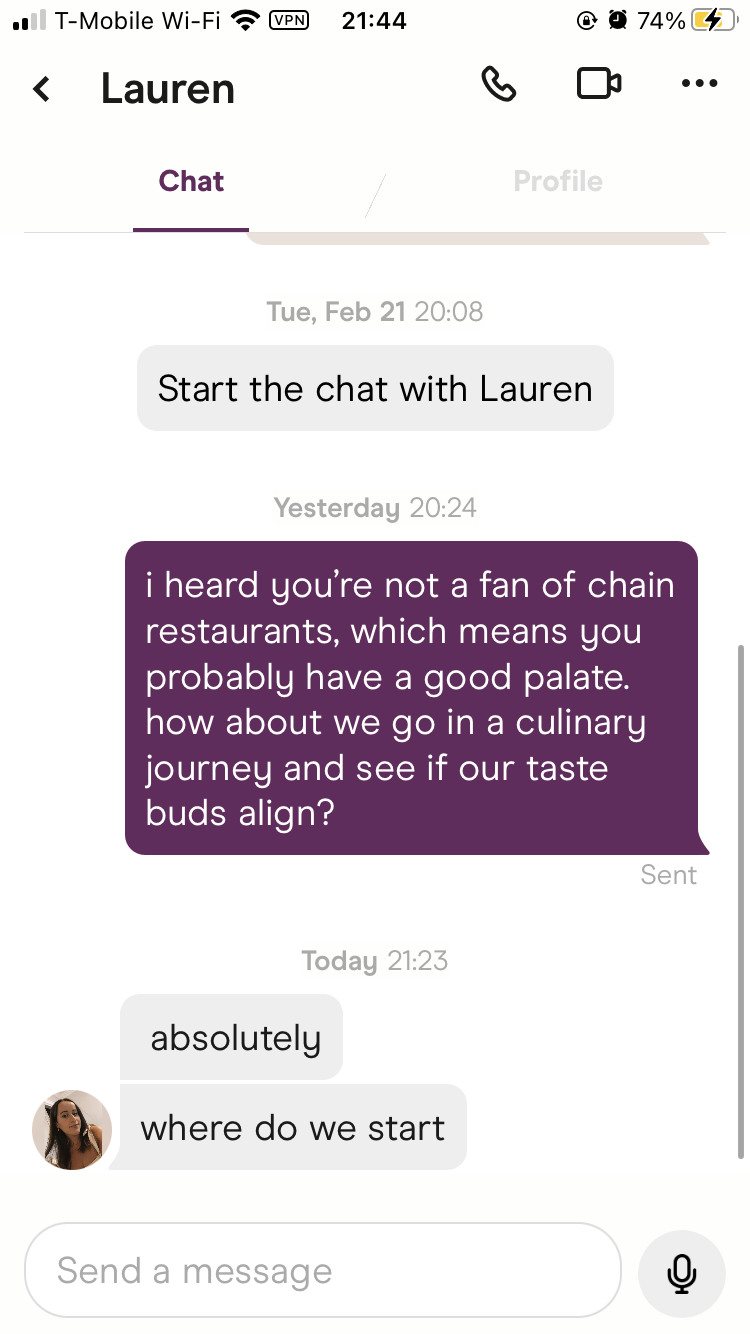 T-Mobile Wi-Fi VPN 21:44 74%
Lauren
Chat Profile
Tue, Feb 21 20:08
Start the chat with Lauren
Yesterday 20:24
i heard you’re not a fan of chain
restaurants, which means you
probably have a good palate.
how about we go in a culinary
journey and see if our taste
buds align?
Sent
Today 21:23
absolutely
where do we start
Send a message